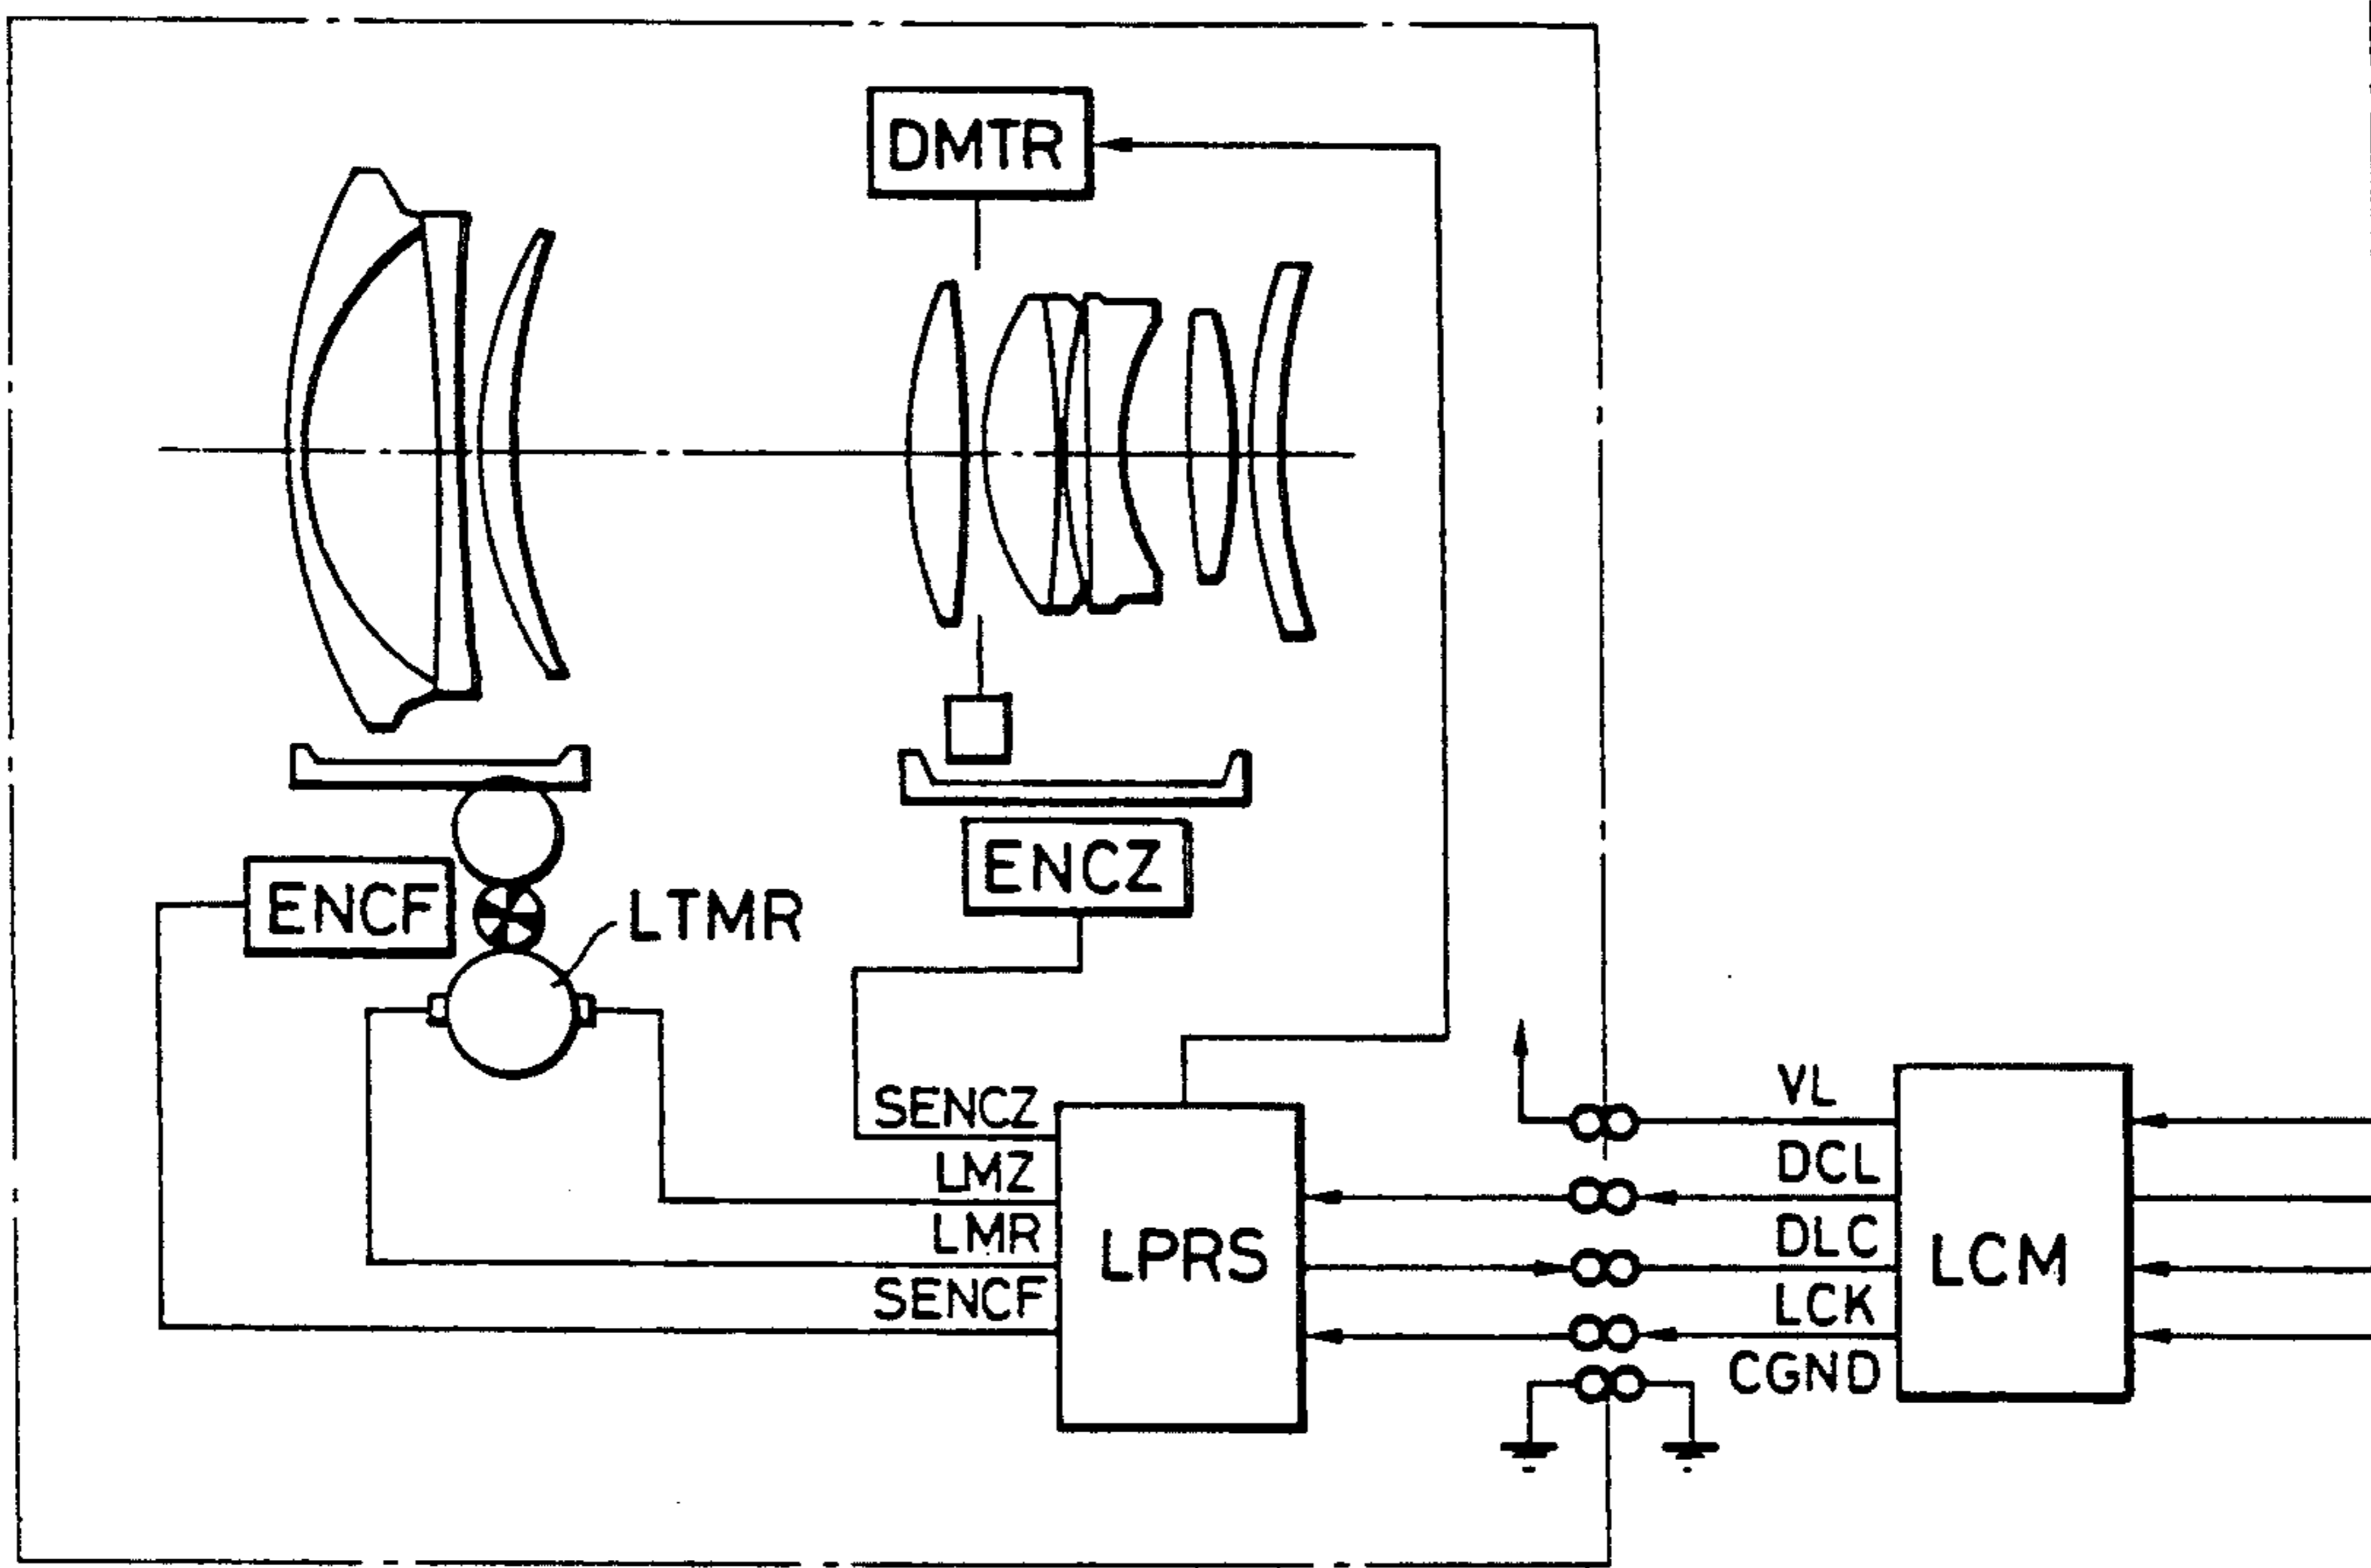 DMTR
ENCZ
ENCF
LTMR
SENCZ
LMZ
LMR
SENCF
LPRS
VL
DCL
DLC
LCK
CGND
LCM